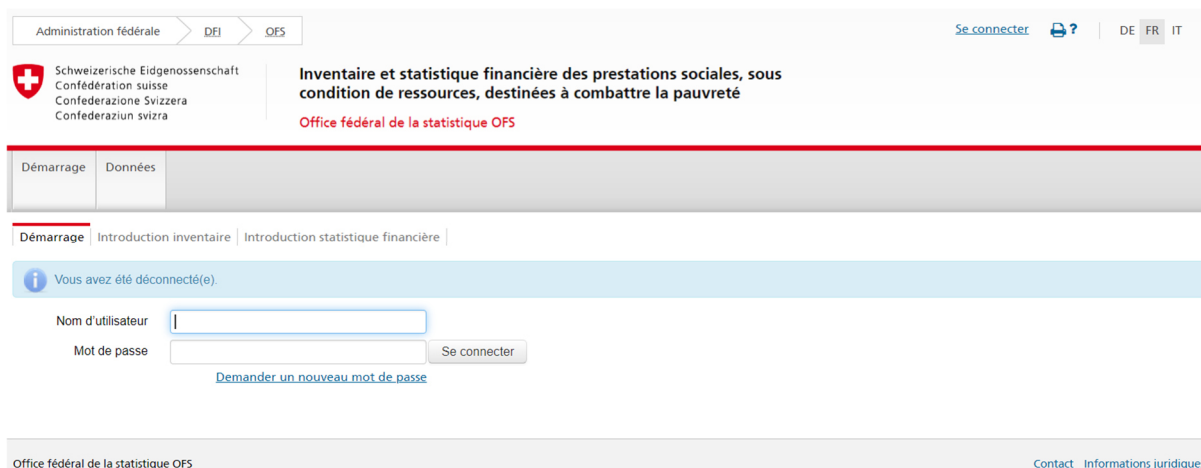 Administration fédérale DFI OFS
Se connecter ? DE FR IT
Schweizerische Eidgenossenschaft
Confédération suisse
Confederazione Svizzera
Confederaziun svizra
Inventaire et statistique financière des prestations sociales, sous
condition de ressources, destinées à combattre la pauvreté
Office fédéral de la statistique OFS
Démarrage Données
Démarrage Introduction inventaire Introduction statistique financière
Vous avez été déconnecté(e).
Nom d'utilisateur
Mot de passe Se connecter
Demander un nouveau mot de passe
Office fédéral de la statistique OFS Contact Informations juridique